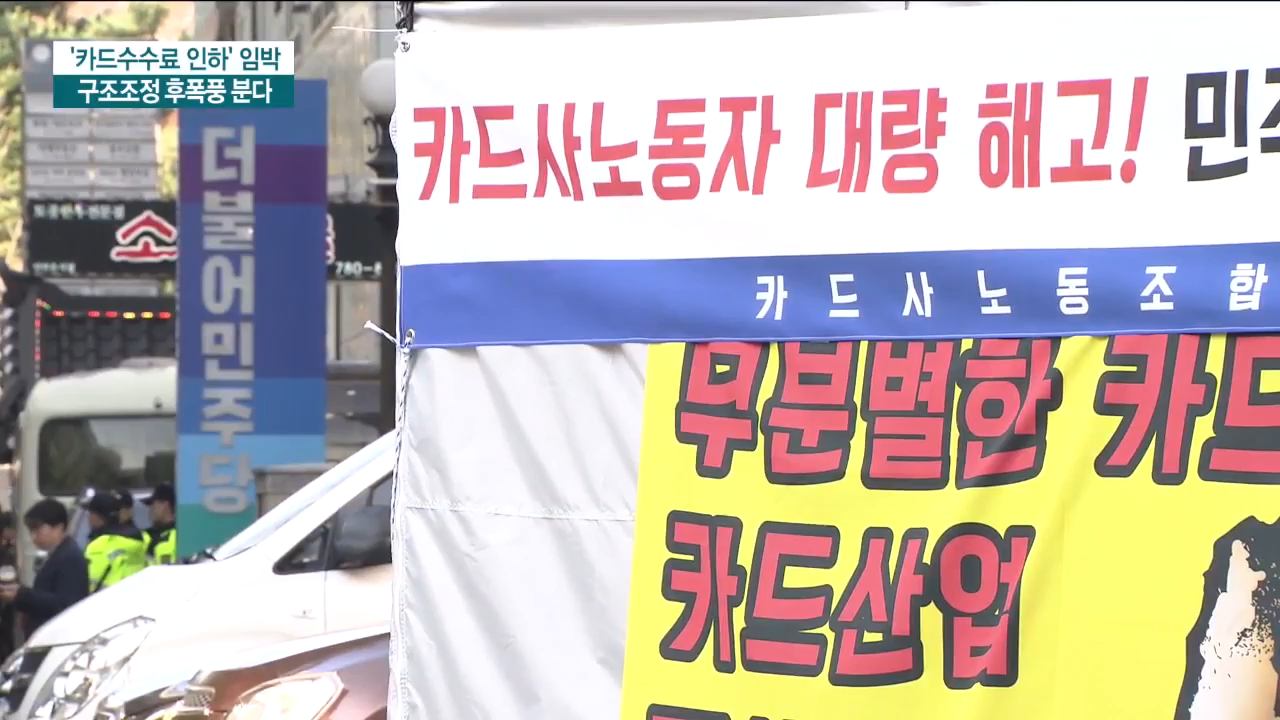 '카드수수료 인하' 임박
구조조정 후폭풍 분다
더불어민주당
780-8
카드사노동자 대량 해고!
카드사노동조합
무분별한 카드
카드산업